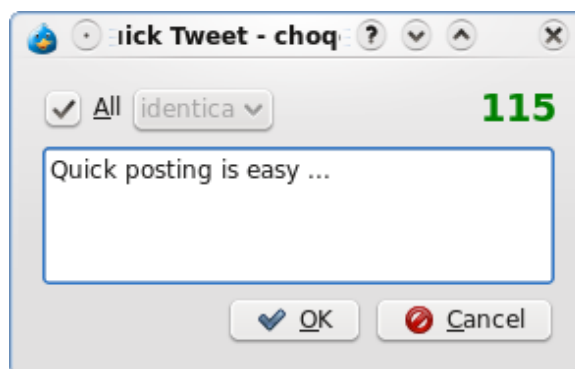 uick Tweet - choq
All identica 115
Quick posting is easy ...
OK Cancel